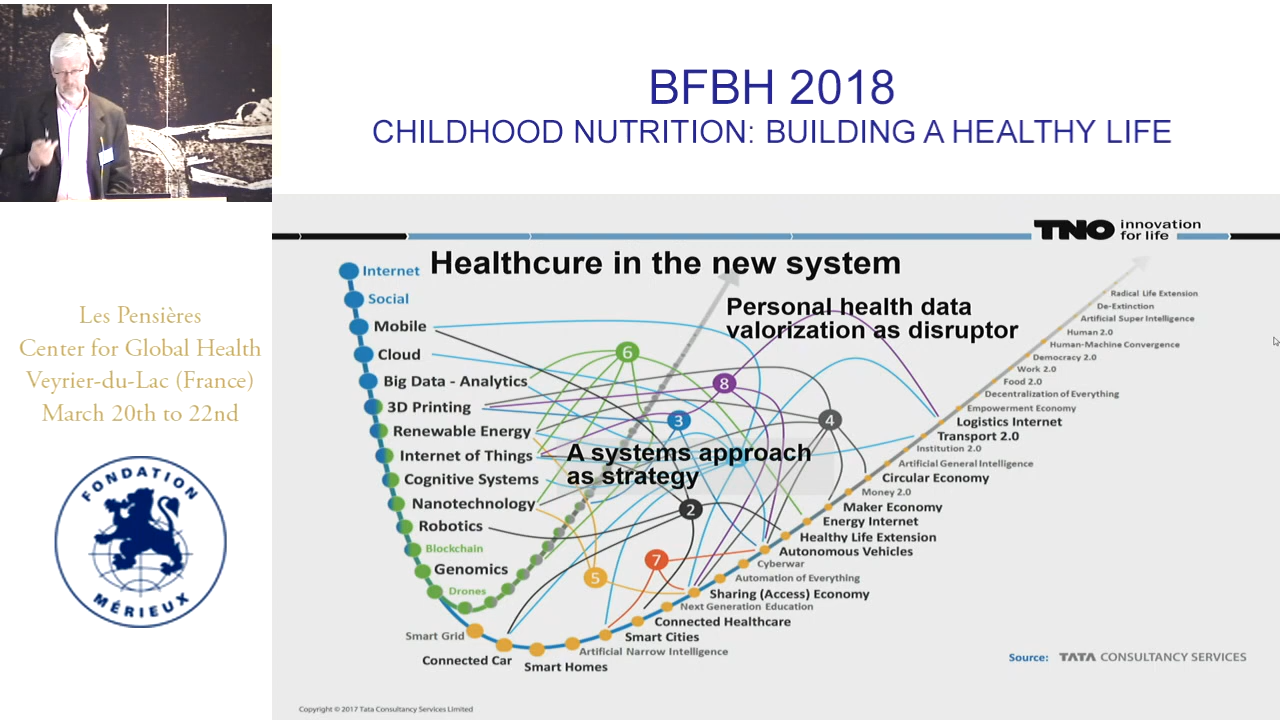 BFBH 2018
CHILDHOOD NUTRITION: BUILDING A HEALTHY LIFE
Les Pensières
Center for Global Health
Veyrier-du-Lac (France)
March 20th to 22nd
FONDATION
MÉRIEUX
TNO innovation
for life
Healthcure in the new system
Personal health data
valorization as disruptor
A systems approach
as strategy
Internet
Social
Mobile
Cloud
Big Data - Analytics
3D Printing
Renewable Energy
Internet of Things
Cognitive Systems
Nanotechnology
Robotics
Blockchain
Genomics
Drones
Smart Grid
Connected Car
Smart Homes
Artificial Narrow Intelligence
Smart Cities
Connected Healthcare
Next Generation Education
Sharing (Access) Economy
Automation of Everything
Cyberwar
Autonomous Vehicles
Healthy Life Extension
Energy Internet
Maker Economy
Money 2.0
Circular Economy
Artificial General Intelligence
Institution 2.0
Transport 2.0
Logistics Internet
Empowerment Economy
Decentralization of Everything
Food 2.0
Work 2.0
Democracy 2.0
Human-Machine Convergence
Human 2.0
Artificial Super Intelligence
De-Extinction
Radical Life Extension
6
8
3
4
2
7
5
Source: TATA CONSULTANCY SERVICES
Copyright © 2017 Tata Consultancy Services Limited